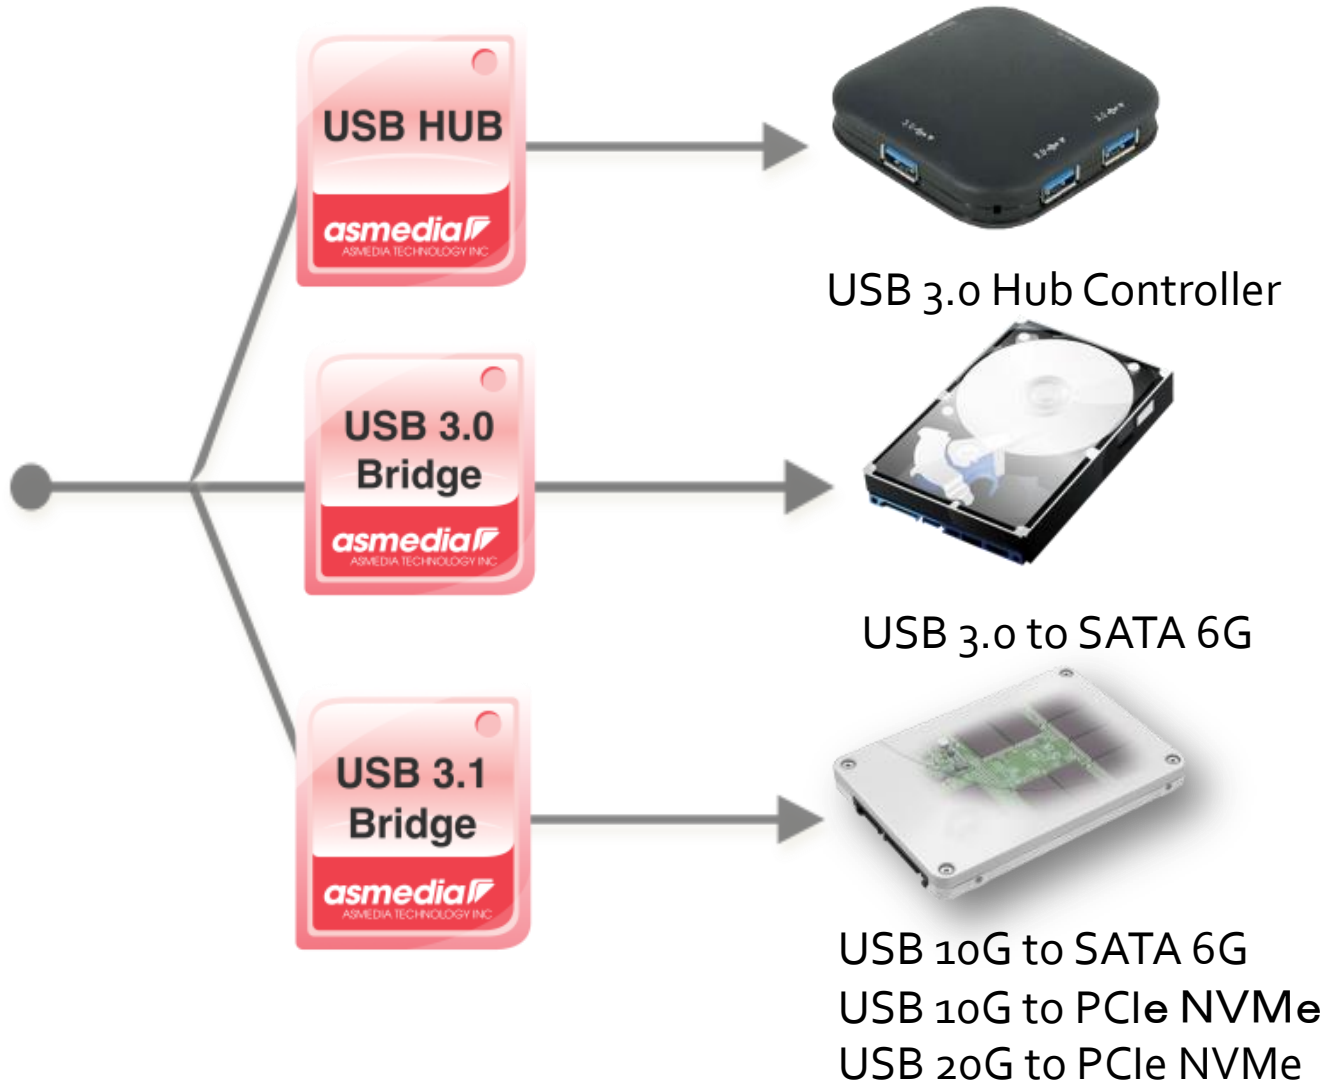 USB HUB
asmedia
ASMEDIA TECHNOLOGY INC
USB 3.0 Hub Controller
USB 3.0
Bridge
asmedia
ASMEDIA TECHNOLOGY INC
USB 3.0 to SATA 6G
USB 3.1
Bridge
asmedia
ASMEDIA TECHNOLOGY INC
USB 10G to SATA 6G
USB 10G to PCIe NVMe
USB 20G to PCIe NVMe